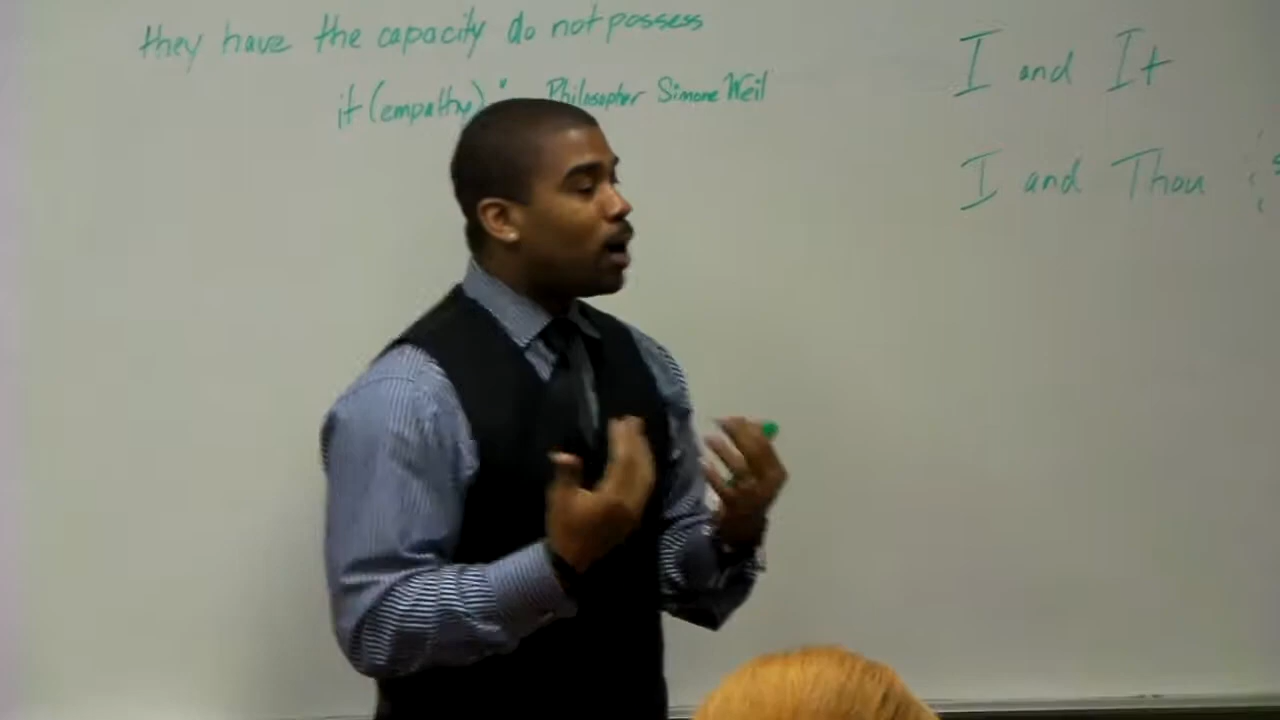 they have the capacity do not possess
it (empathy)" Philosopher Simone Weil
I and It
I and Thou